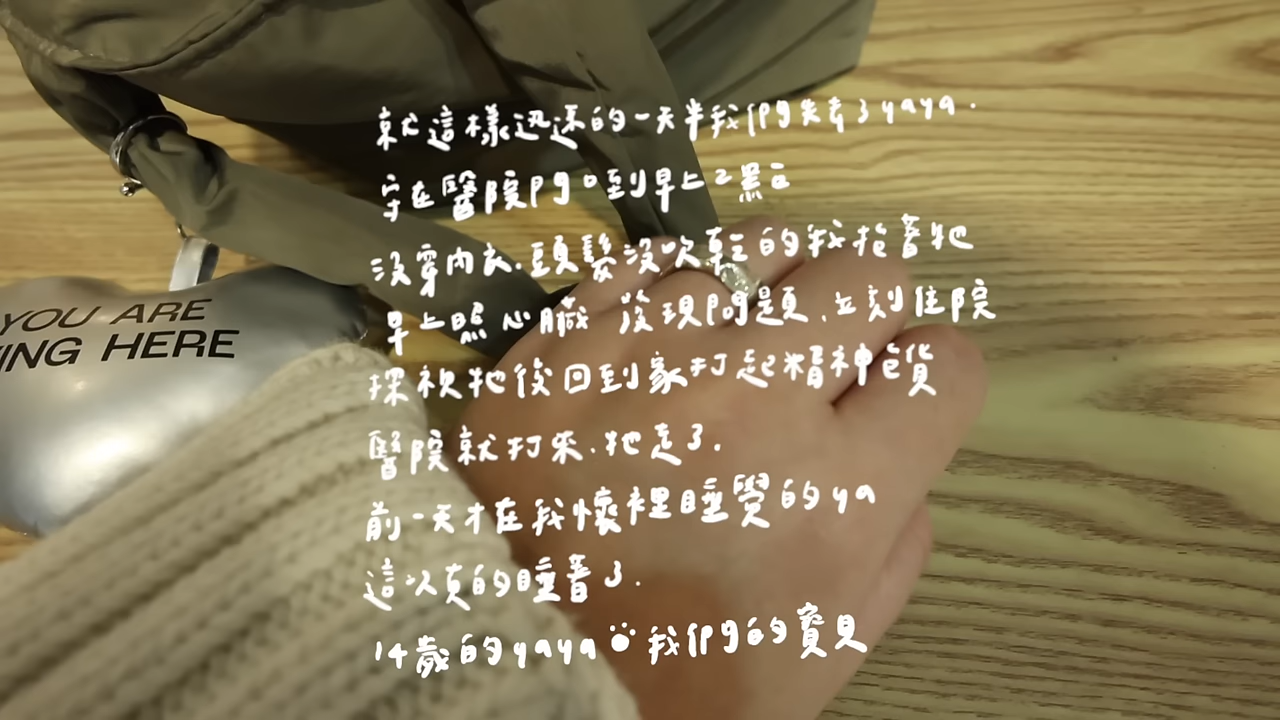 就這樣迅速的一天半我們失去了yaya.
守在醫院門口到早上2點
沒穿內衣.頭髮沒吹乾的我抱著牠
早上照心臟 發現問題.立刻住院
探視牠後回到家打起精神包貨
醫院就打來.牠走了.
前一天才在我懷裡睡覺的ya
這次真的睡著了.
14歲的yaya 我們的寶貝
YOU ARE
ING HERE